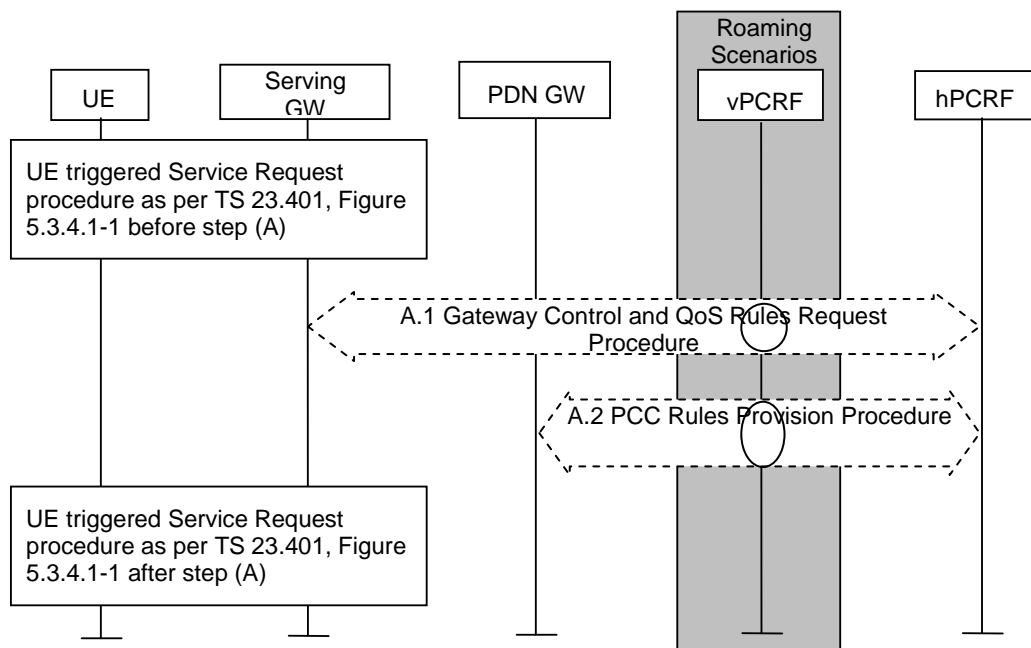 Roaming
Scenarios
UE
Serving
GW
PDN GW
vPCRF
hPCRF
UE triggered Service Request
procedure as per TS 23.401, Figure
5.3.4.1-1 before step (A)
A.1 Gateway Control and QoS Rules Request
Procedure
A.2 PCC Rules Provision Procedure
UE triggered Service Request
procedure as per TS 23.401, Figure
5.3.4.1-1 after step (A)